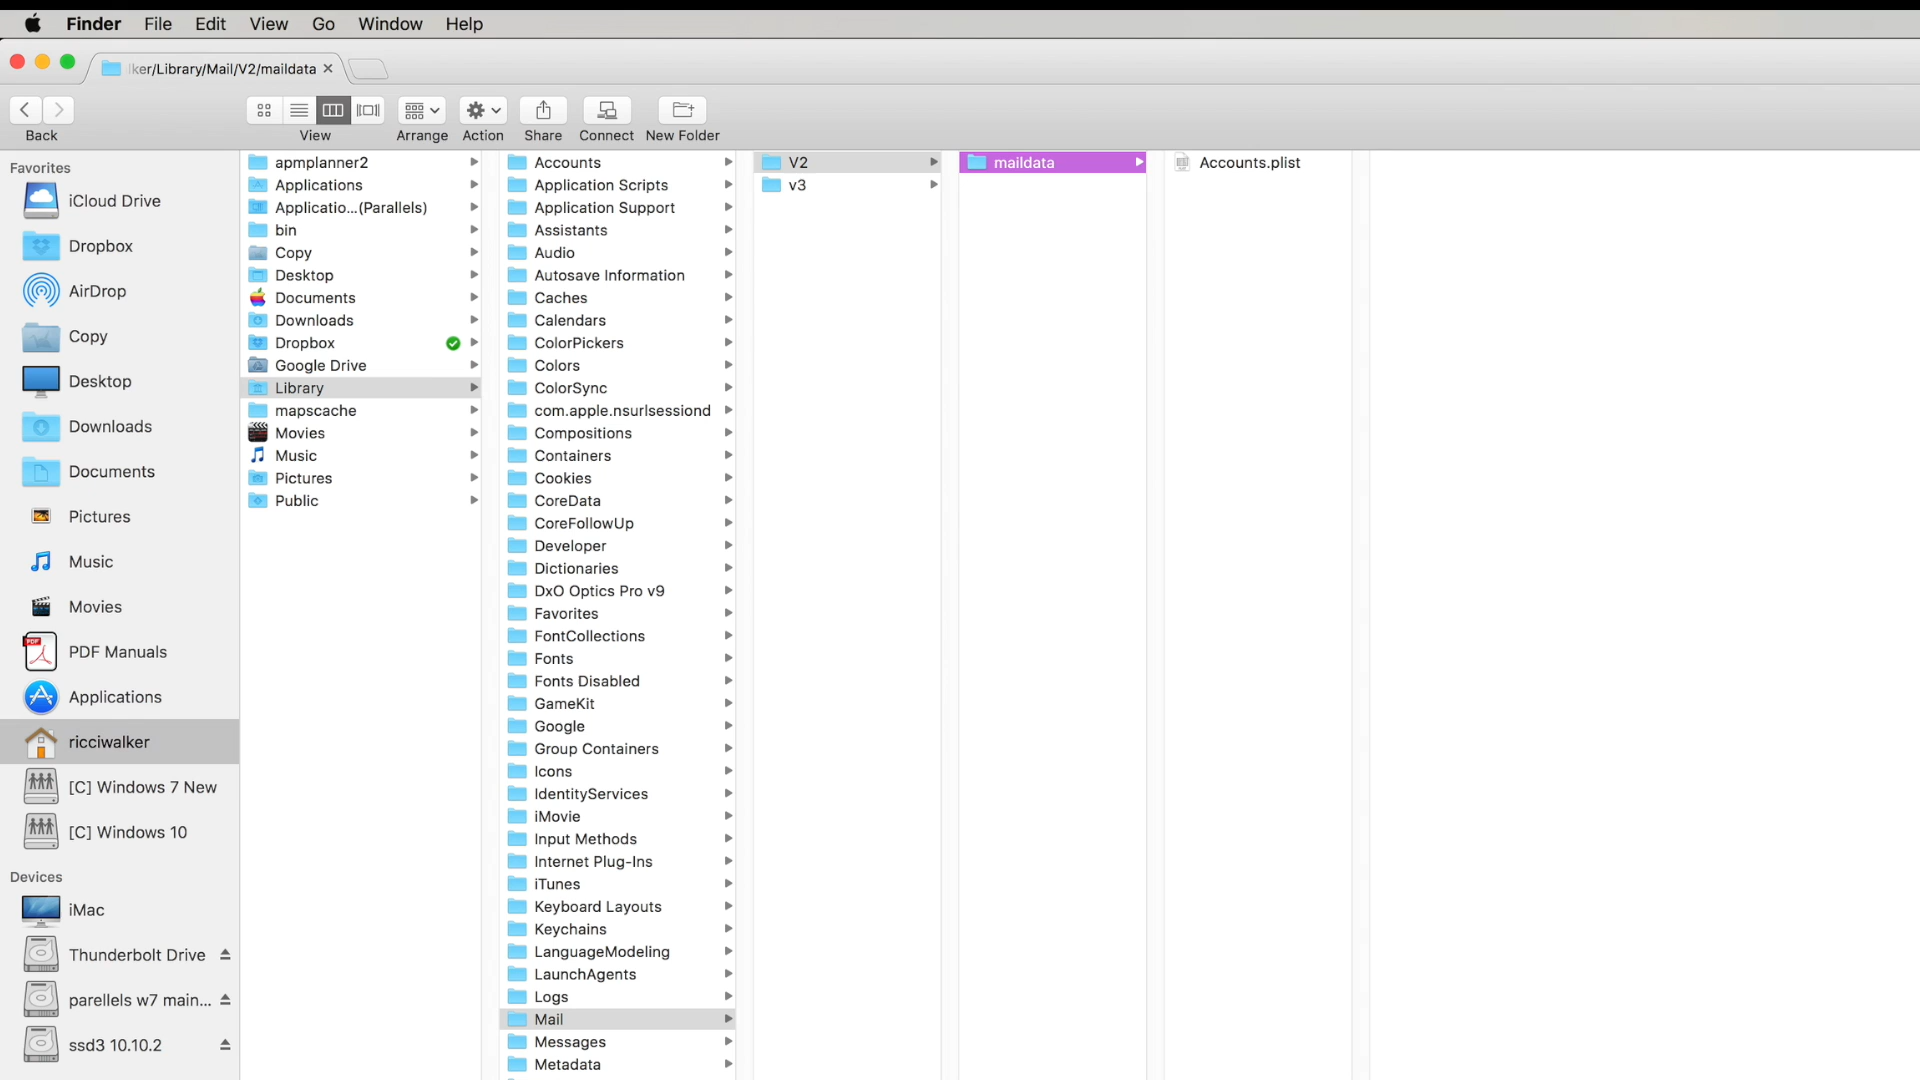 Finder File Edit View Go Window Help
ker/Library/Mail/V2/maildata
Back
View
Arrange
Action
Share
Connect
New Folder
Favorites
iCloud Drive
Dropbox
AirDrop
Copy
Desktop
Downloads
Documents
Pictures
Music
Movies
PDF Manuals
Applications
ricciwalker
[C] Windows 7 New
[C] Windows 10
Devices
iMac
Thunderbolt Drive
parellels w7 main...
ssd3 10.10.2
apmplanner2
Applications
Applicatio...(Parallels)
bin
Copy
Desktop
Documents
Downloads
Dropbox
Google Drive
Library
mapscache
Movies
Music
Pictures
Public
Accounts
Application Scripts
Application Support
Assistants
Audio
Autosave Information
Caches
Calendars
ColorPickers
Colors
ColorSync
com.apple.nsurlsessiond
Compositions
Containers
Cookies
CoreData
CoreFollowUp
Developer
Dictionaries
DxO Optics Pro v9
Favorites
FontCollections
Fonts
Fonts Disabled
GameKit
Google
Group Containers
Icons
IdentityServices
iMovie
Input Methods
Internet Plug-Ins
iTunes
Keyboard Layouts
Keychains
LanguageModeling
LaunchAgents
Logs
Mail
Messages
Metadata
V2
v3
maildata
Accounts.plist
PDF